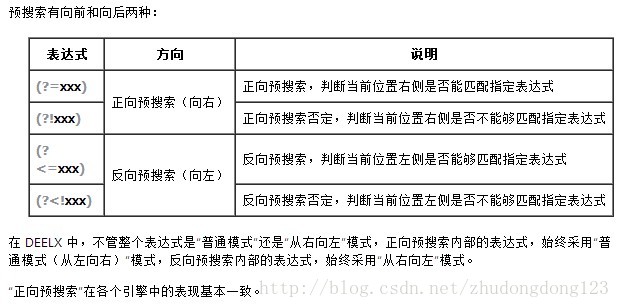 预搜索有向前和向后两种：
表达式 方向 说明
(?=xxx) 正向预搜索（向右） 正向预搜索，判断当前位置右侧是否能匹配指定表达式
(?!xxx) 正向预搜索否定，判断当前位置右侧是否不能够匹配指定表达式
(?
<=xxx) 反向预搜索（向左） 反向预搜索，判断当前位置左侧是否能够匹配指定表达式
(?<!xxx) 反向预搜索否定，判断当前位置左侧是否不能够匹配指定表达式
在 DEELX 中，不管整个表达式是“普通模式”还是“从右向左”模式，正向预搜索内部的表达式，始终采用“普
通模式（从左向右）”模式，反向预搜索内部的表达式，始终采用“从右向左”模式。
“正向预搜索”在各个引擎中的表现基本一致。
http://blog.csdn.net/zhudongdong123